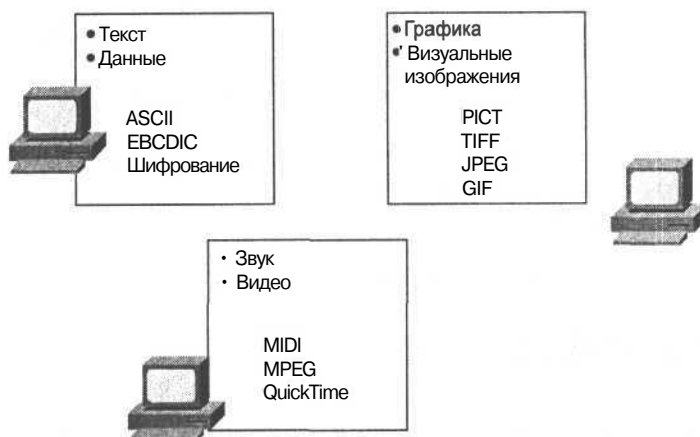 • Текст
• Данные
ASCII
EBCDIC
Шифрование
• Графика
•' Визуальные
изображения
PICT
TIFF
JPEG
GIF
· Звук
· Видео
MIDI
MPEG
QuickTime